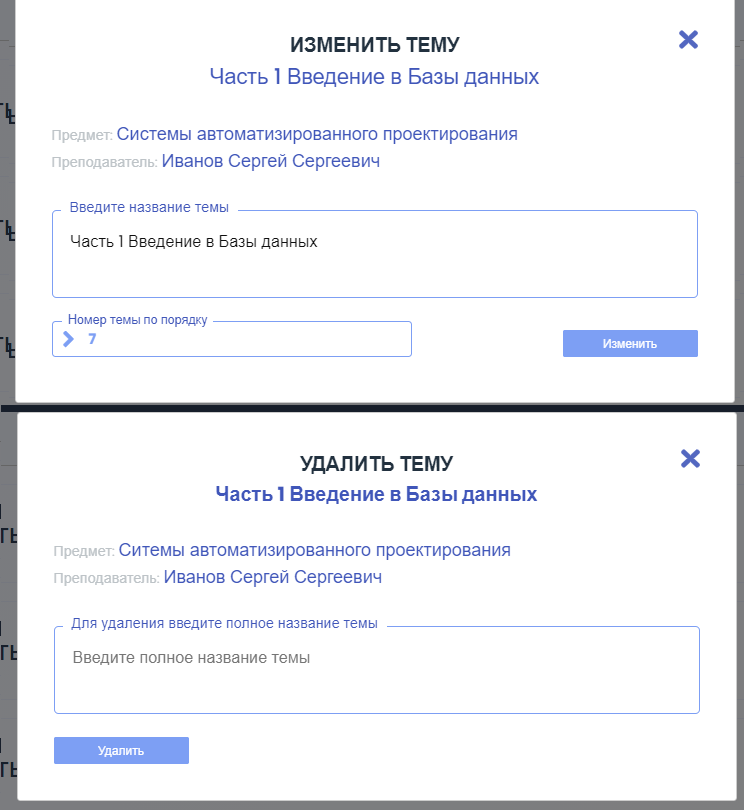 ИЗМЕНИТЬ ТЕМУ
Часть 1 Введение в Базы данных
Предмет: Системы автоматизированного проектирования
Преподаватель: Иванов Сергей Сергеевич
Введите название темы
Часть 1 Введение в Базы данных
Номер темы по порядку
7
Изменить
УДАЛИТЬ ТЕМУ
Часть 1 Введение в Базы данных
Предмет: Ситемы автоматизированного проектирования
Преподаватель: Иванов Сергей Сергеевич
Для удаления введите полное название темы
Введите полное название темы
Удалить